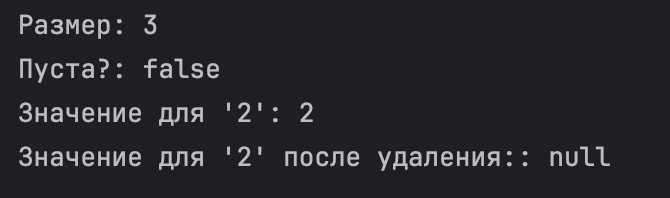 Размер: 3
Пуста?: false
Значение для '2': 2
Значение для '2' после удаления:: null